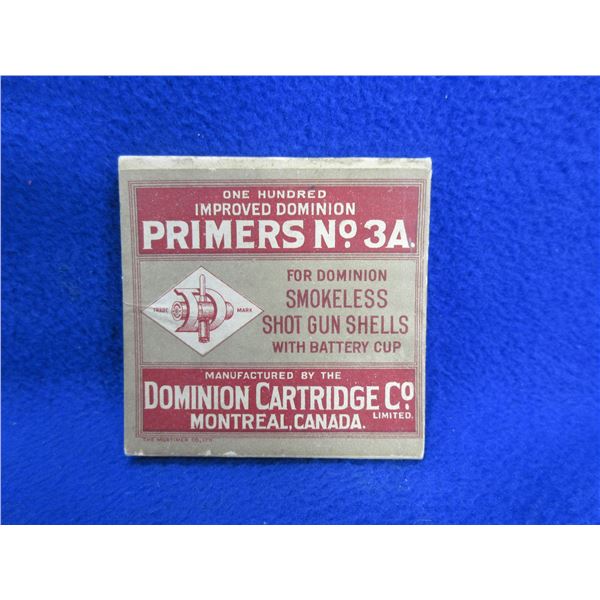 ONE HUNDRED
IMPROVED DOMINION
PRIMERS No 3A.
FOR DOMINION
SMOKELESS
SHOT GUN SHELLS
WITH BATTERY CUP
TRADE MARK
MANUFACTURED BY THE
DOMINION CARTRIDGE Co
LIMITED.
MONTREAL, CANADA.
THE MORTIMER CO. LTD